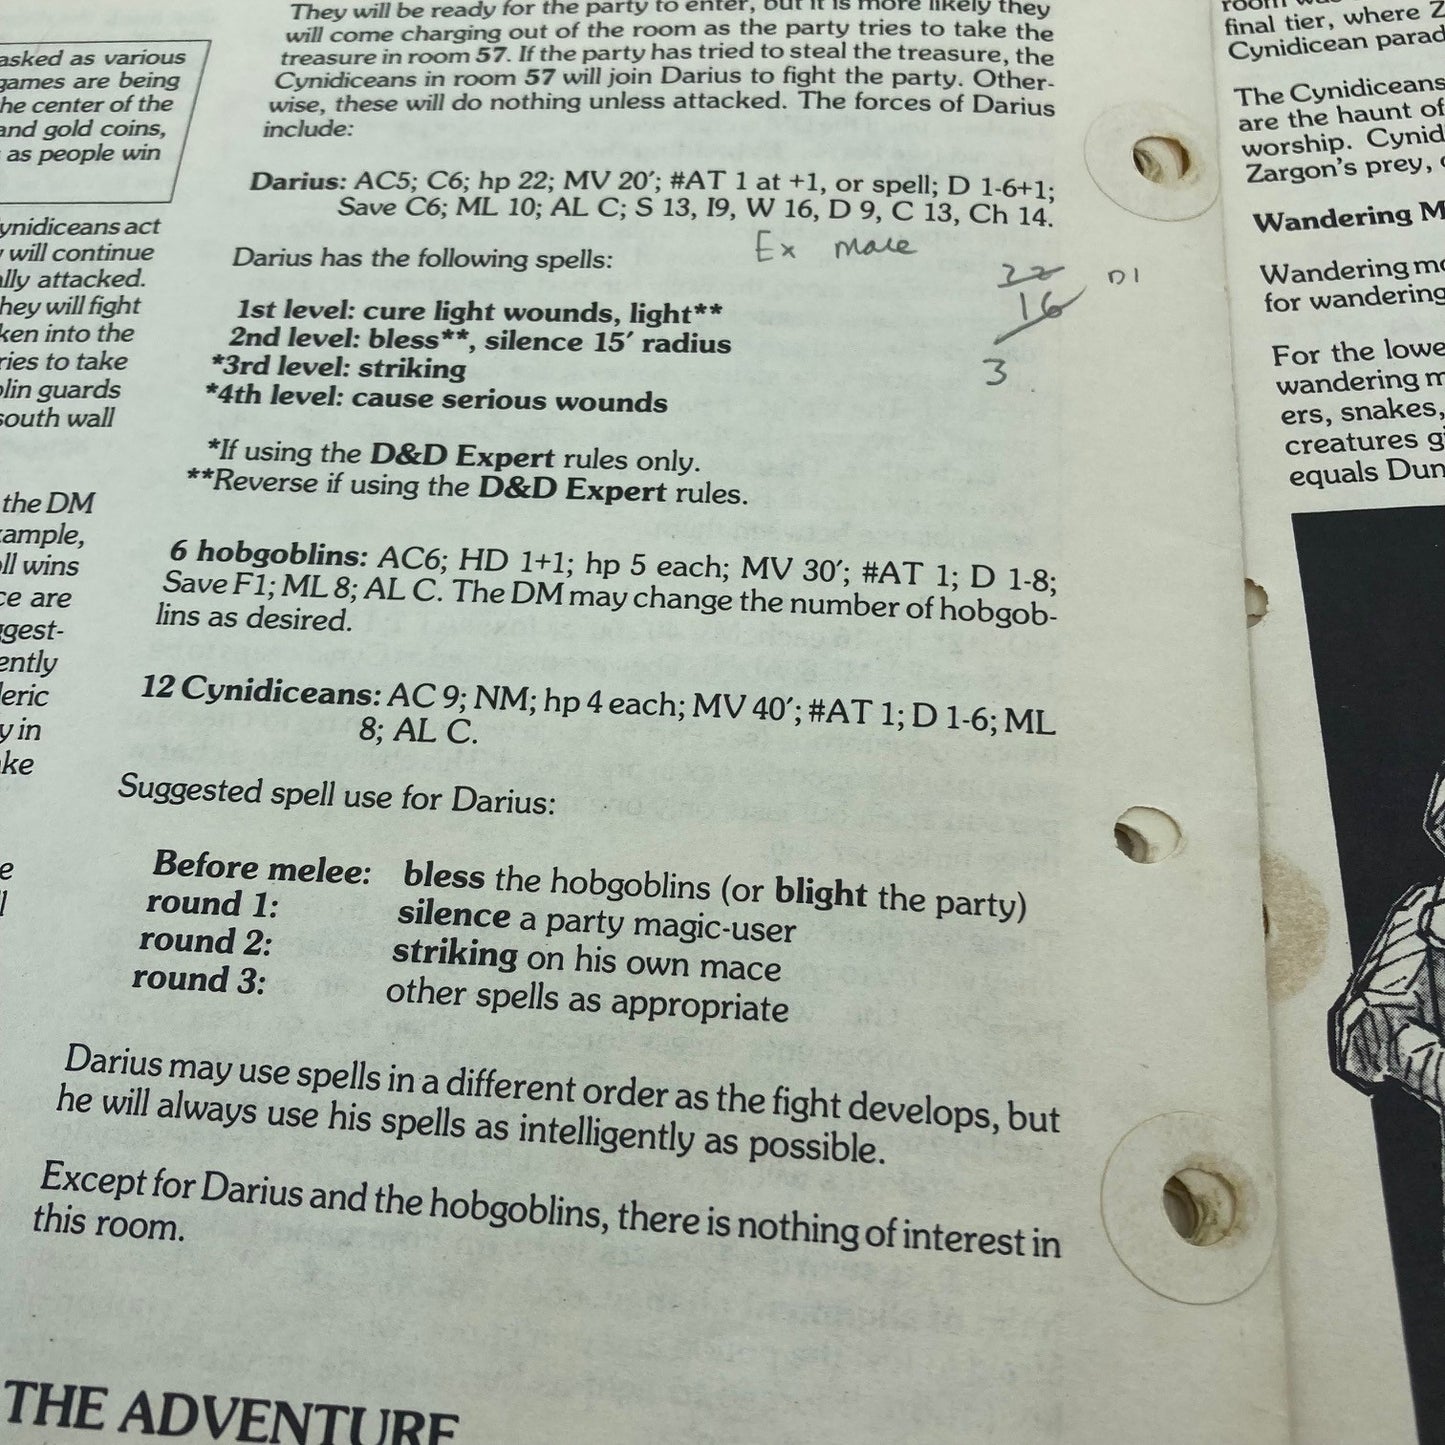 asked as various
games are being
he center of the
and gold coins,
as people win
ynidiceans act
will continue
ally attacked.
hey will fight
ken into the
ries to take
lin guards
south wall
the DM
ample,
ll wins
ce are
ggest-
ently
leric
y in
ke
They will be ready for the party to enter, but it is more likely they
will come charging out of the room as the party tries to take the
treasure in room 57. If the party has tried to steal the treasure, the
Cynidiceans in room 57 will join Darius to fight the party. Other-
wise, these will do nothing unless attacked. The forces of Darius
include:
Darius: AC5; C6; hp 22; MV 20′; #AT 1 at +1, or spell; D 1-6+1;
Save C6; ML 10; AL C; S 13, I9, W 16, D 9, C 13, Ch 14.
Ex mace
Darius has the following spells:
22
D1
16
3
1st level: cure light wounds, light**
2nd level: bless**, silence 15′ radius
*3rd level: striking
*4th level: cause serious wounds
*If using the D&D Expert rules only.
**Reverse if using the D&D Expert rules.
6 hobgoblins: AC6; HD 1+1; hp 5 each; MV 30′; #AT 1; D 1-8;
Save F1; ML 8; AL C. The DM may change the number of hobgob-
lins as desired.
12 Cynidiceans: AC 9; NM; hp 4 each; MV 40′; #AT 1; D 1-6; ML
8; AL C.
Suggested spell use for Darius:
Before melee: bless the hobgoblins (or blight the party)
round 1: silence a party magic-user
round 2: striking on his own mace
round 3: other spells as appropriate
Darius may use spells in a different order as the fight develops, but
he will always use his spells as intelligently as possible.
Except for Darius and the hobgoblins, there is nothing of interest in
this room.
THE ADVENTURE
final tier, where Z
Cynidicean parad
The Cynidiceans
are the haunt of
worship. Cynid
Zargon's prey,
Wandering M
Wandering mo
for wandering
For the lowe
wandering m
ers, snakes,
creatures gi
equals Dun